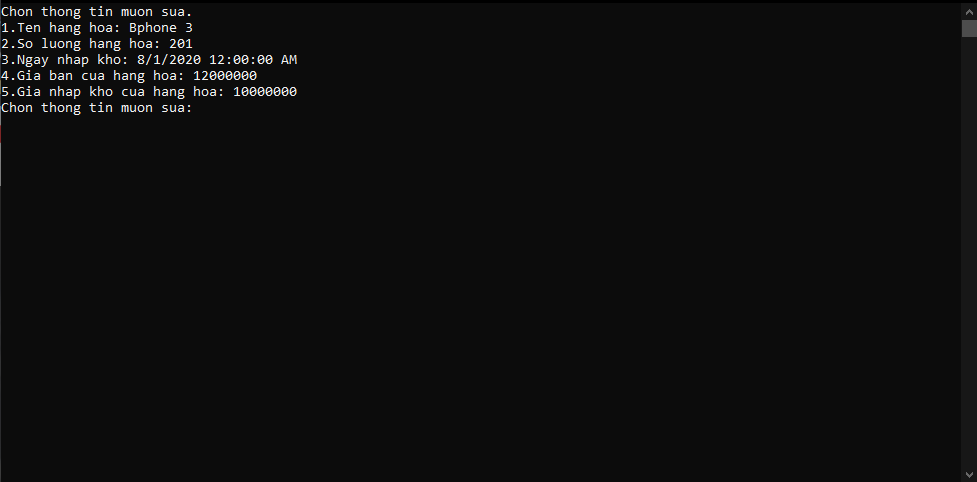 Chon thong tin muon sua.
1.Ten hang hoa: Bphone 3
2.So luong hang hoa: 201
3.Ngay nhap kho: 8/1/2020 12:00:00 AM
4.Gia ban cua hang hoa: 12000000
5.Gia nhap kho cua hang hoa: 10000000
Chon thong tin muon sua: